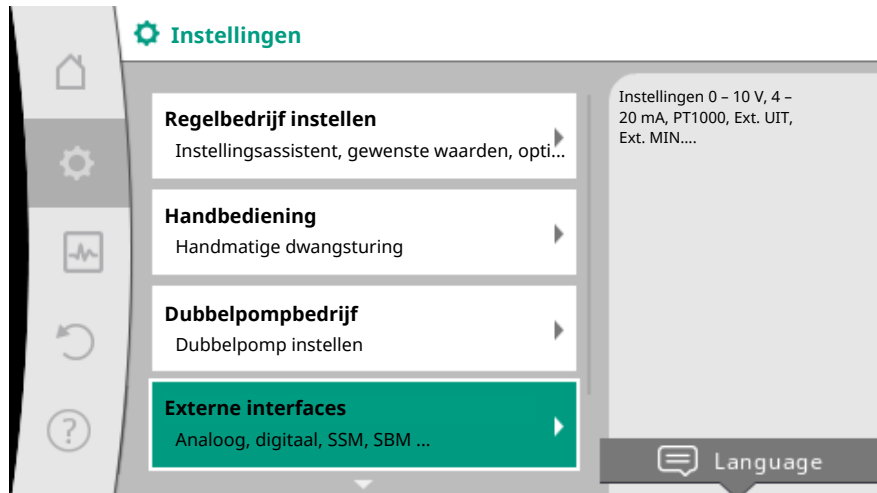 Instellingen
Regelbedrijf instellen
Instellingsassistent, gewenste waarden, opti...
Handbediening
Handmatige dwangsturing
Dubbelpompbedrijf
Dubbelpomp instellen
Externe interfaces
Analoog, digitaal, SSM, SBM ...
Instellingen 0 – 10 V, 4 –
20 mA, PT1000, Ext. UIT,
Ext. MIN....
?
Language